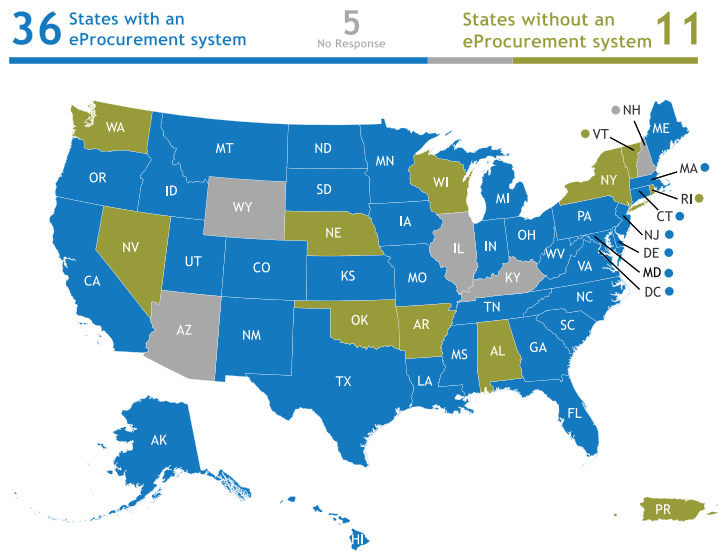 36 States with an
eProcurement system
5
No Response
States without an
eProcurement system 11
NH
ME
WA
VT
MT
ND
MN
MA
OR
WI
NY
ID
SD
RI
WY
MI
CT
IA
PA
NE
NJ
OH
NV
IL
IN
DE
UT
WV
CO
VA
MD
KS
MO
KY
CA
DC
NC
TN
OK
AR
SC
AZ
NM
GA
MS
AL
TX
LA
FL
AK
PR
HI